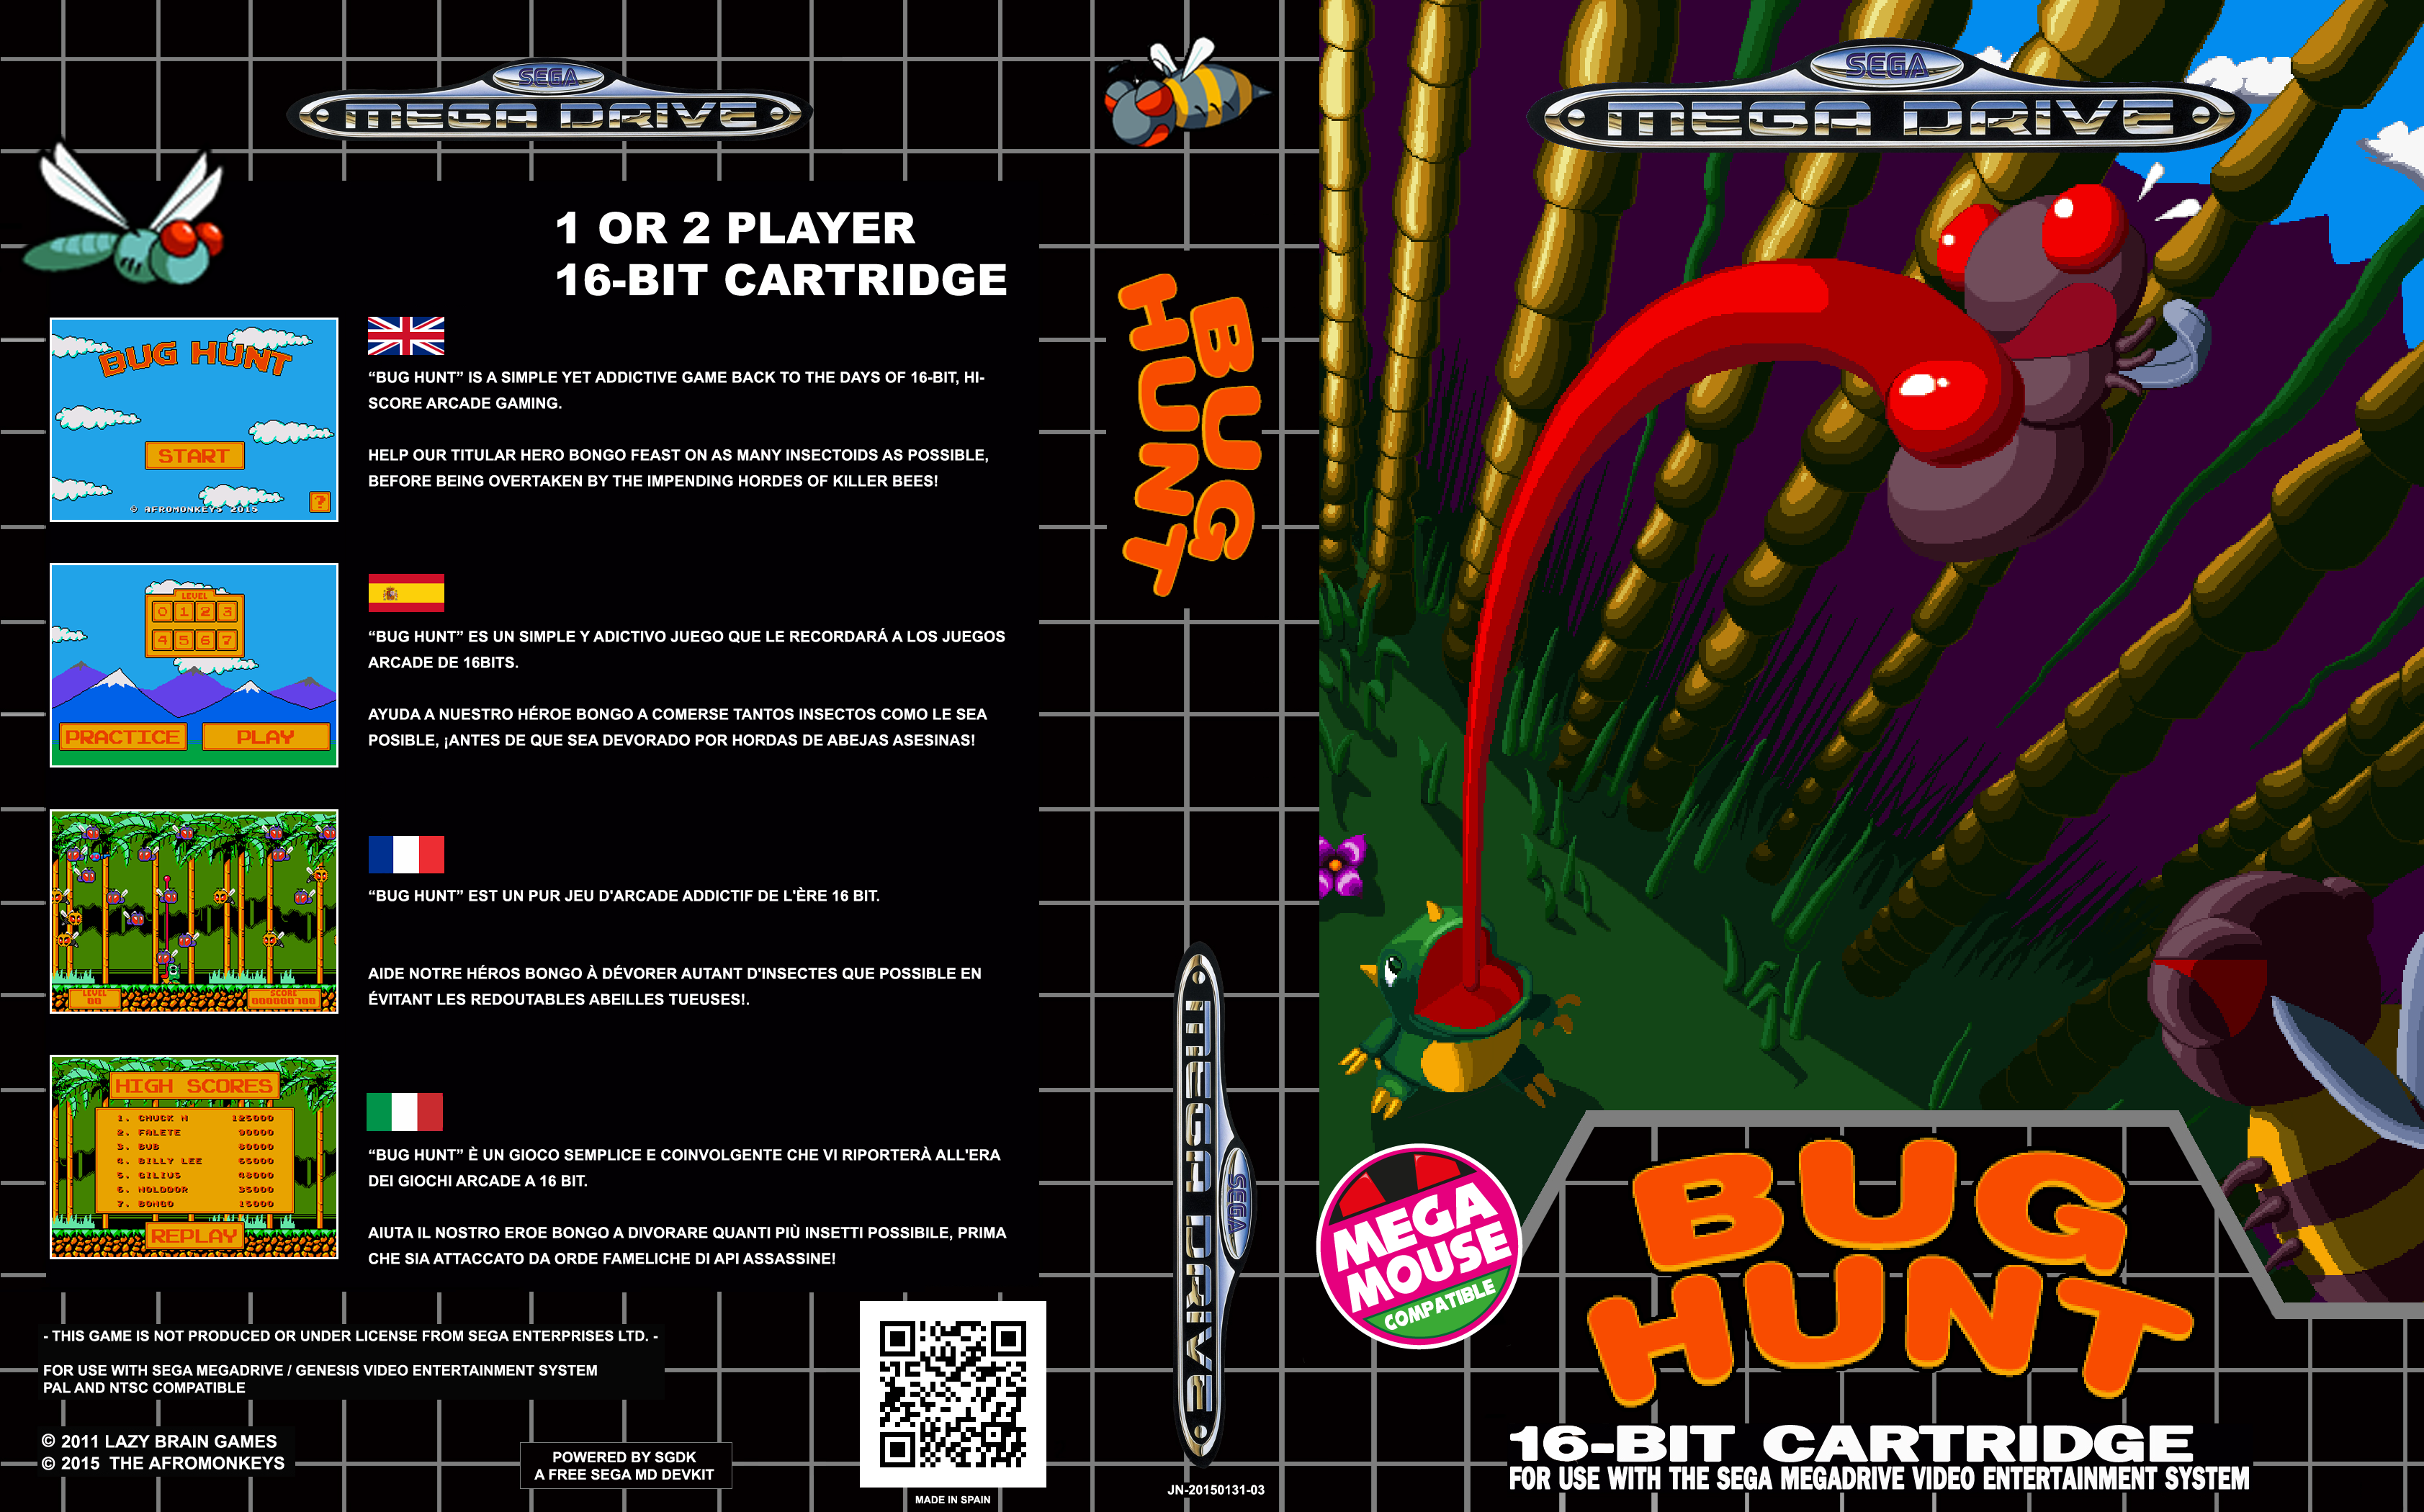 SEGA
MEGA DRIVE
1 OR 2 PLAYER
16-BIT CARTRIDGE
BUG HUNT
START
?
© AFROMONKEYS 2015
“BUG HUNT” IS A SIMPLE YET ADDICTIVE GAME BACK TO THE DAYS OF 16-BIT, HI-
SCORE ARCADE GAMING.
HELP OUR TITULAR HERO BONGO FEAST ON AS MANY INSECTOIDS AS POSSIBLE,
BEFORE BEING OVERTAKEN BY THE IMPENDING HORDES OF KILLER BEES!
LEVEL
0 1 2 3
4 5 6 7
PRACTICE PLAY
“BUG HUNT” ES UN SIMPLE Y ADICTIVO JUEGO QUE LE RECORDARÁ A LOS JUEGOS
ARCADE DE 16BITS.
AYUDA A NUESTRO HÉROE BONGO A COMERSE TANTOS INSECTOS COMO LE SEA
POSIBLE, ¡ANTES DE QUE SEA DEVORADO POR HORDAS DE ABEJAS ASESINAS!
LEVEL
00
SCORE
000000700
“BUG HUNT” EST UN PUR JEU D'ARCADE ADDICTIF DE L'ÈRE 16 BIT.
AIDE NOTRE HÉROS BONGO À DÉVORER AUTANT D'INSECTES QUE POSSIBLE EN
ÉVITANT LES REDOUTABLES ABEILLES TUEUSES!.
HIGH SCORES
1. CHUCK N 125000
2. FALETE 90000
3. BUB 80000
4. BILLY LEE 65000
5. GILIUS 48000
6. MOLDOOR 35000
7. BONGO 15000
REPLAY
“BUG HUNT” È UN GIOCO SEMPLICE E COINVOLGENTE CHE VI RIPORTERÀ ALL'ERA
DEI GIOCHI ARCADE A 16 BIT.
AIUTA IL NOSTRO EROE BONGO A DIVORARE QUANTI PIÙ INSETTI POSSIBILE, PRIMA
CHE SIA ATTACCATO DA ORDE FAMELICHE DI API ASSASSINE!
- THIS GAME IS NOT PRODUCED OR UNDER LICENSE FROM SEGA ENTERPRISES LTD. -
FOR USE WITH SEGA MEGADRIVE / GENESIS VIDEO ENTERTAINMENT SYSTEM
PAL AND NTSC COMPATIBLE
© 2011 LAZY BRAIN GAMES
© 2015 THE AFROMONKEYS
POWERED BY SGDK
A FREE SEGA MD DEVKIT
MADE IN SPAIN
BUG
HUNT
SEGA
MEGA DRIVE
JN-20150131-03
SEGA
MEGA DRIVE
MEGA
MOUSE
COMPATIBLE
BUG
HUNT
16-BIT CARTRIDGE
FOR USE WITH THE SEGA MEGADRIVE VIDEO ENTERTAINMENT SYSTEM